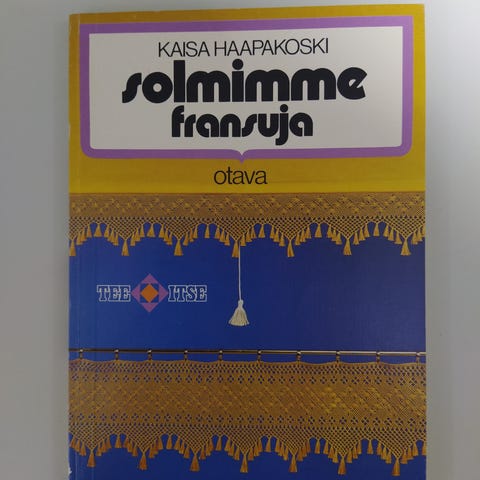 KAISA HAAPAKOSKI
solmimme
fransuja
otava
TEE ITSE